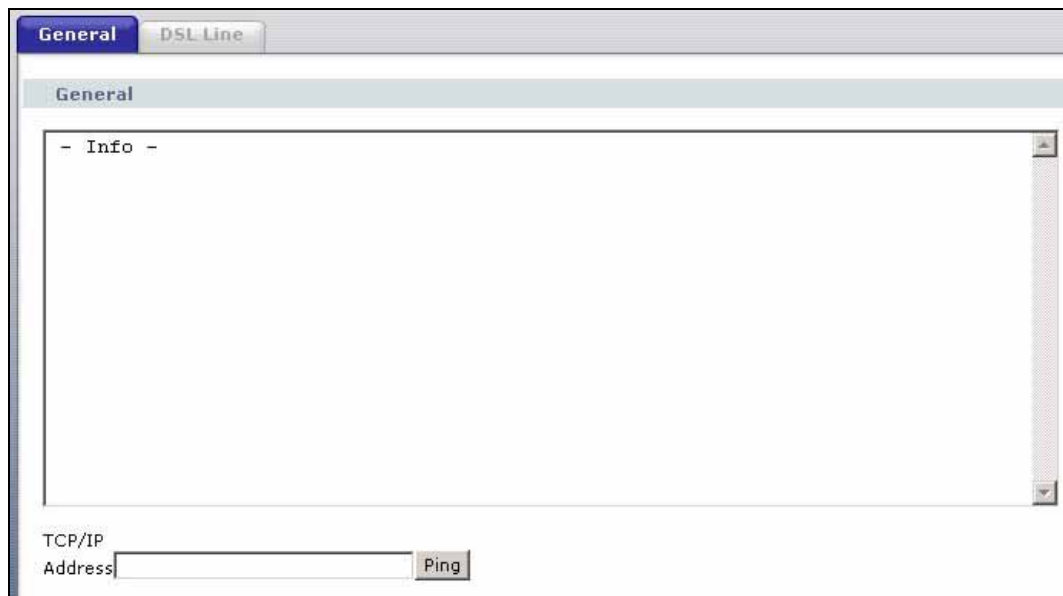 General DSL Line
General
- Info -
TCP/IP
Address Ping